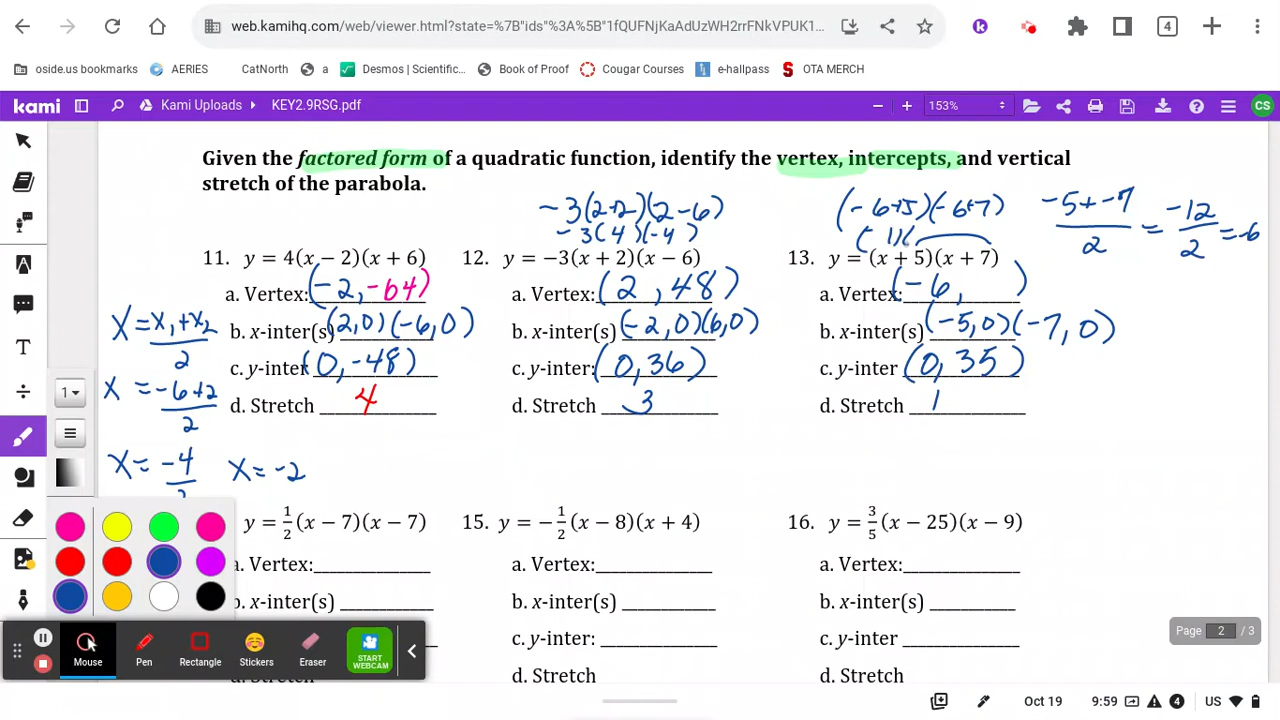 web.kamihq.com/web/viewer.html?state=%7B"ids"%3A%5B"1fQUFNjKaAdUzWH2rrFNkVPUK1...
4
oside.us bookmarks AERIES CatNorth a Desmos | Scientific... Book of Proof Cougar Courses e-hallpass OTA MERCH
kami Kami Uploads KEY2.9RSG.pdf 153% CS
Given the factored form of a quadratic function, identify the vertex, intercepts, and vertical
stretch of the parabola.
-3(2+2)(2-6) (-6+5)(-6+7) -5+-7/2 = -12/2 = -6
-3(4)(-4) (-1)(
11. y = 4(x − 2)(x + 6) 12. y = −3(x + 2)(x − 6) 13. y = (x + 5)(x + 7)
a. Vertex: (-2, -64) a. Vertex: (2, 48) a. Vertex: (-6, )
b. x-inter(s) (2,0)(-6,0) b. x-inter(s) (-2,0)(6,0) b. x-inter(s) (-5,0)(-7,0)
c. y-inter (0,-48) c. y-inter: (0,36) c. y-inter (0,35)
d. Stretch 4 d. Stretch 3 d. Stretch 1
X = x₁+x₂/2
X = -6+2/2
X = -4/2 X = -2
y = 1/2(x − 7)(x − 7) 15. y = −1/2(x − 8)(x + 4) 16. y = 3/5(x − 25)(x − 9)
a. Vertex: a. Vertex: a. Vertex:
b. x-inter(s) b. x-inter(s) b. x-inter(s)
c. y-inter: c. y-inter
d. Stretch d. Stretch
1
Page 2 / 3
Mouse Pen Rectangle Stickers Eraser START WEBCAM
Oct 19 9:59 4 US